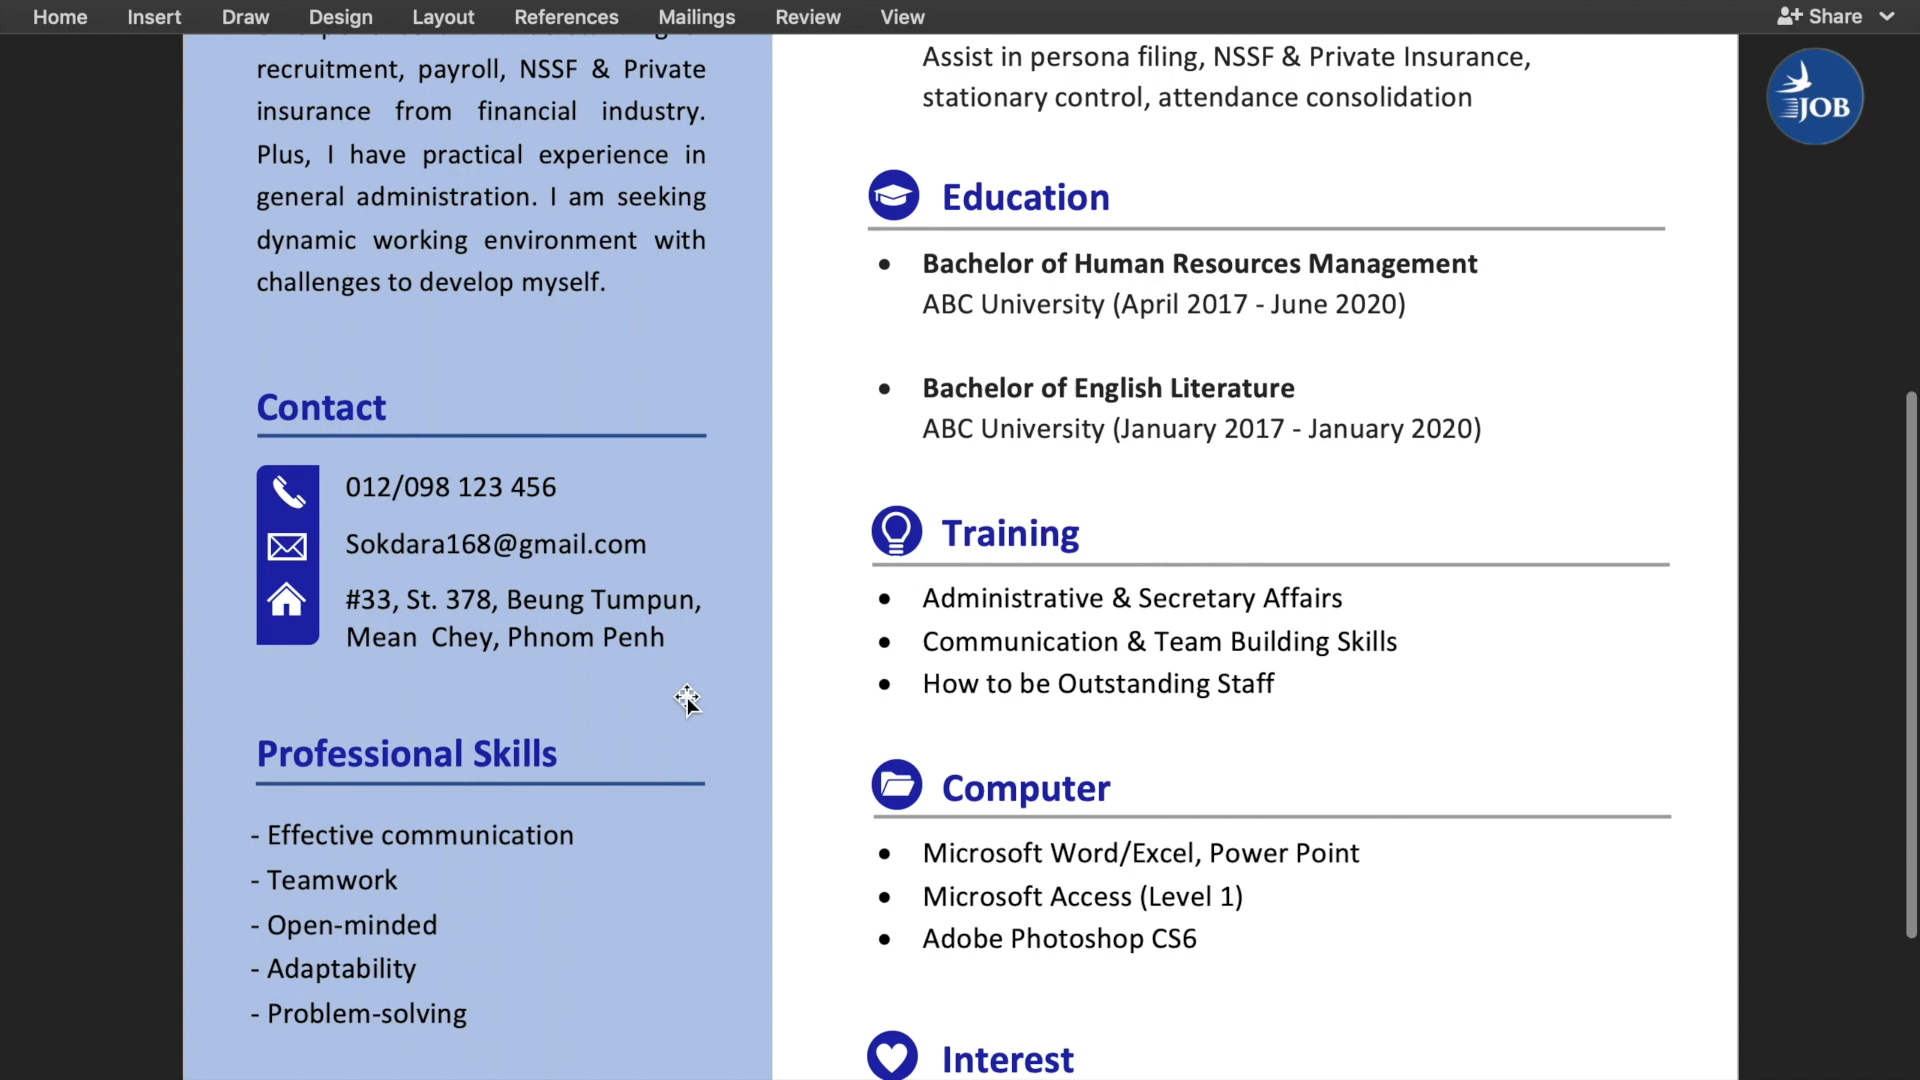 Home Insert Draw Design Layout References Mailings Review View Share
recruitment, payroll, NSSF & Private
insurance from financial industry.
Plus, I have practical experience in
general administration. I am seeking
dynamic working environment with
challenges to develop myself.
Contact
012/098 123 456
Sokdara168@gmail.com
#33, St. 378, Beung Tumpun,
Mean Chey, Phnom Penh
Professional Skills
- Effective communication
- Teamwork
- Open-minded
- Adaptability
- Problem-solving
Assist in persona filing, NSSF & Private Insurance,
stationary control, attendance consolidation
Education
• Bachelor of Human Resources Management
ABC University (April 2017 - June 2020)
• Bachelor of English Literature
ABC University (January 2017 - January 2020)
Training
• Administrative & Secretary Affairs
• Communication & Team Building Skills
• How to be Outstanding Staff
Computer
• Microsoft Word/Excel, Power Point
• Microsoft Access (Level 1)
• Adobe Photoshop CS6
Interest
JOB